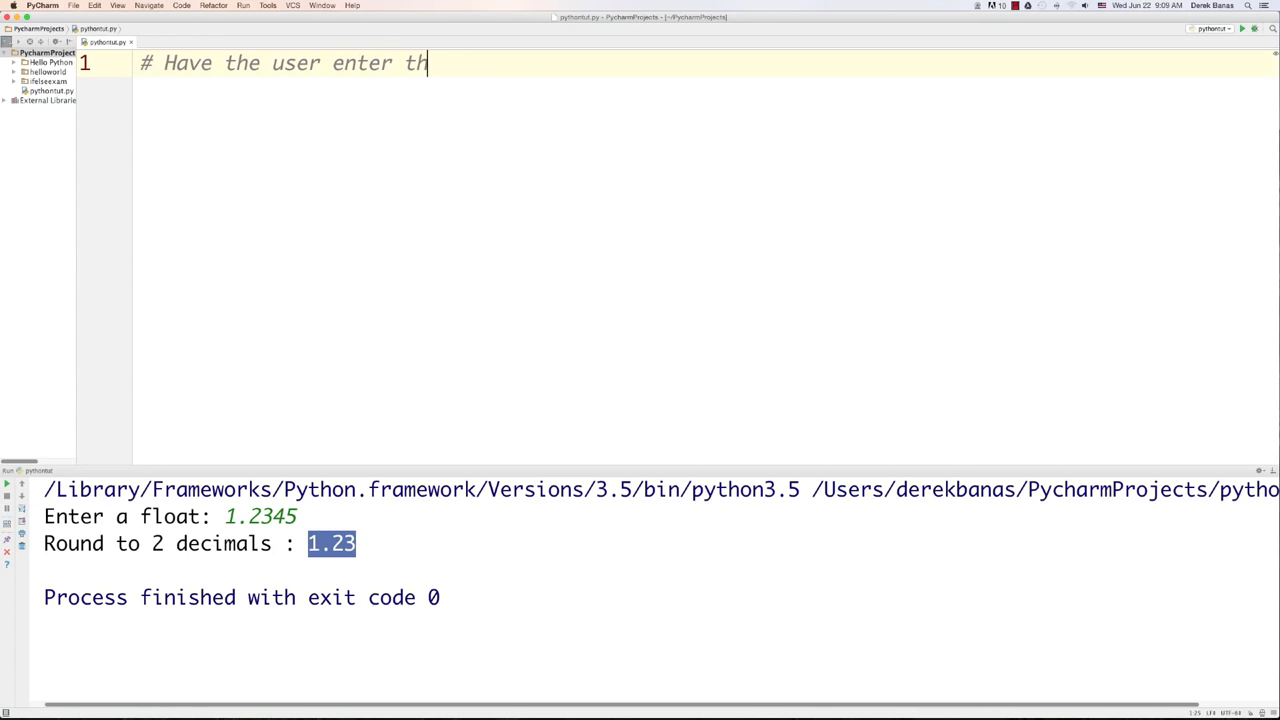 PyCharm File Edit View Navigate Code Refactor Run Tools VCS Window Help 10 Wed Jun 22 9:09 AM Derek Banas
pythontut.py - PycharmProjects - [~/PycharmProjects]
PycharmProjects pythontut.py pythontut
pythontut.py
PycharmProject
Hello Python
helloworld
ifelseexam
pythontut.py
External Librarie
1 # Have the user enter th
Run pythontut
/Library/Frameworks/Python.framework/Versions/3.5/bin/python3.5 /Users/derekbanas/PycharmProjects/pytho
Enter a float: 1.2345
Round to 2 decimals : 1.23
Process finished with exit code 0
1:25 LF÷ UTF-8÷